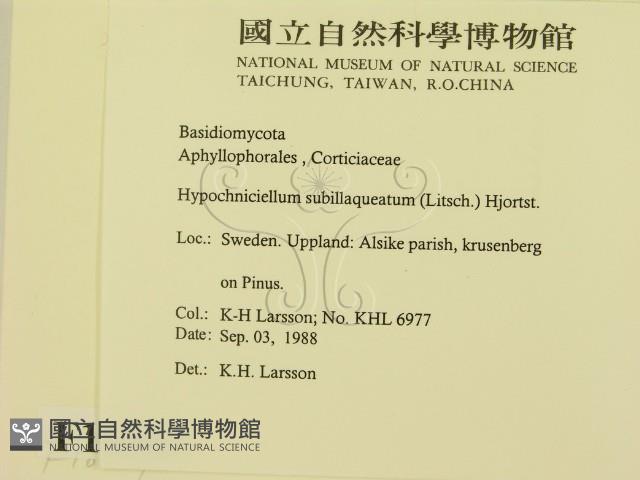 國立自然科學博物館
NATIONAL MUSEUM OF NATURAL SCIENCE
TAICHUNG, TAIWAN, R.O.CHINA
Basidiomycota
Aphyllophorales , Corticiaceae
Hypochniciellum subillaqueatum (Litsch.) Hjortst.
Loc.: Sweden. Uppland: Alsike parish, krusenberg
on Pinus.
Col.: K-H Larsson; No. KHL 6977
Date: Sep. 03, 1988
Det.: K.H. Larsson
國立自然科學博物館
NATIONAL MUSEUM OF NATURAL SCIENCE